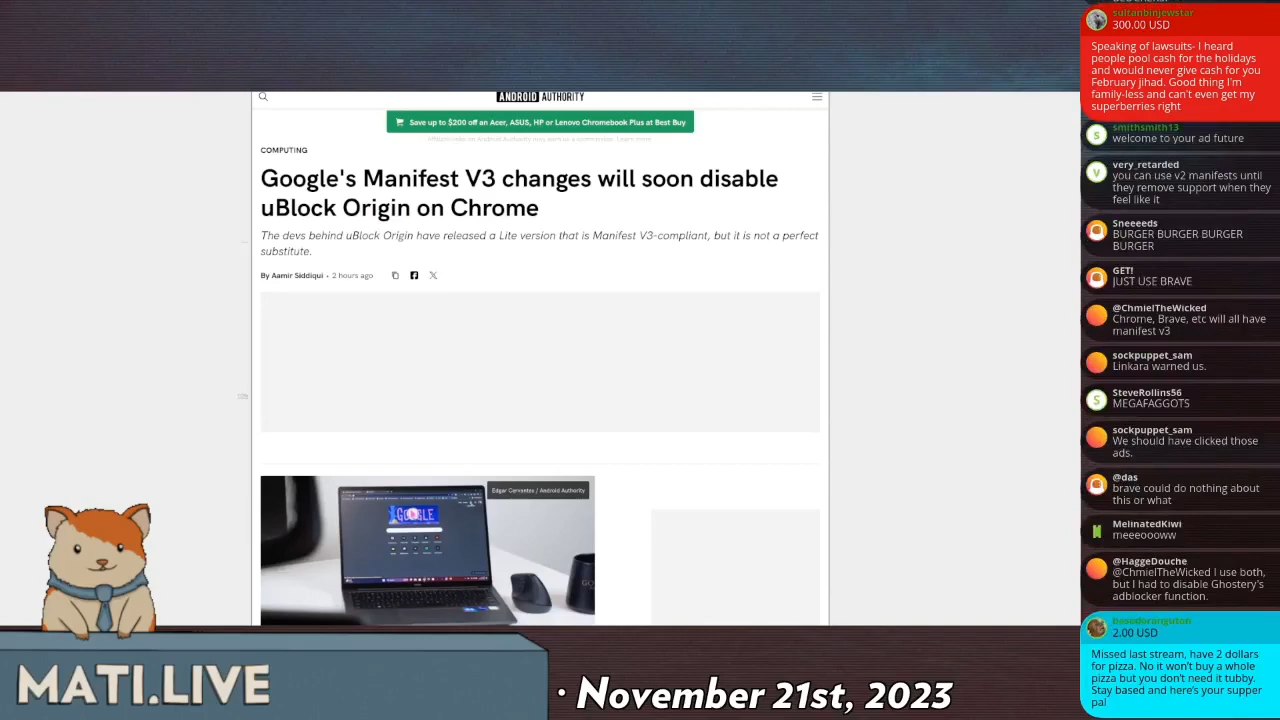 ANDROID AUTHORITY
Save up to $200 off an Acer, ASUS, HP or Lenovo Chromebook Plus at Best Buy
COMPUTING
Google's Manifest V3 changes will soon disable
uBlock Origin on Chrome
The devs behind uBlock Origin have released a Lite version that is Manifest V3-compliant, but it is not a perfect
substitute.
By Aamir Siddiqui • 2 hours ago
Edgar Cervantes / Android Authority
GOOGLE
MATI.LIVE
· November 21st, 2023
sultanbinjewstar
300.00 USD
Speaking of lawsuits- I heard
people pool cash for the holidays
and would never give cash for you
February jihad. Good thing I'm
family-less and can't even get my
superberries right
smithsmith13
welcome to your ad future
very_retarded
you can use v2 manifests until
they remove support when they
feel like it
Sneeeeds
BURGER BURGER BURGER
BURGER
GET!
JUST USE BRAVE
@ChmielTheWicked
Chrome, Brave, etc will all have
manifest v3
sockpuppet_sam
Linkara warned us.
SteveRollins56
MEGAFAGGOTS
sockpuppet_sam
We should have clicked those
ads.
@das
brave could do nothing about
this or what
MelinatedKiwi
meeeoooww
@HaggeDouche
@ChmielTheWicked I use both,
but I had to disable Ghostery's
adblocker function.
basedoranguton
2.00 USD
Missed last stream, have 2 dollars
for pizza. No it won't buy a whole
pizza but you don't need it tubby.
Stay based and here's your supper
pal